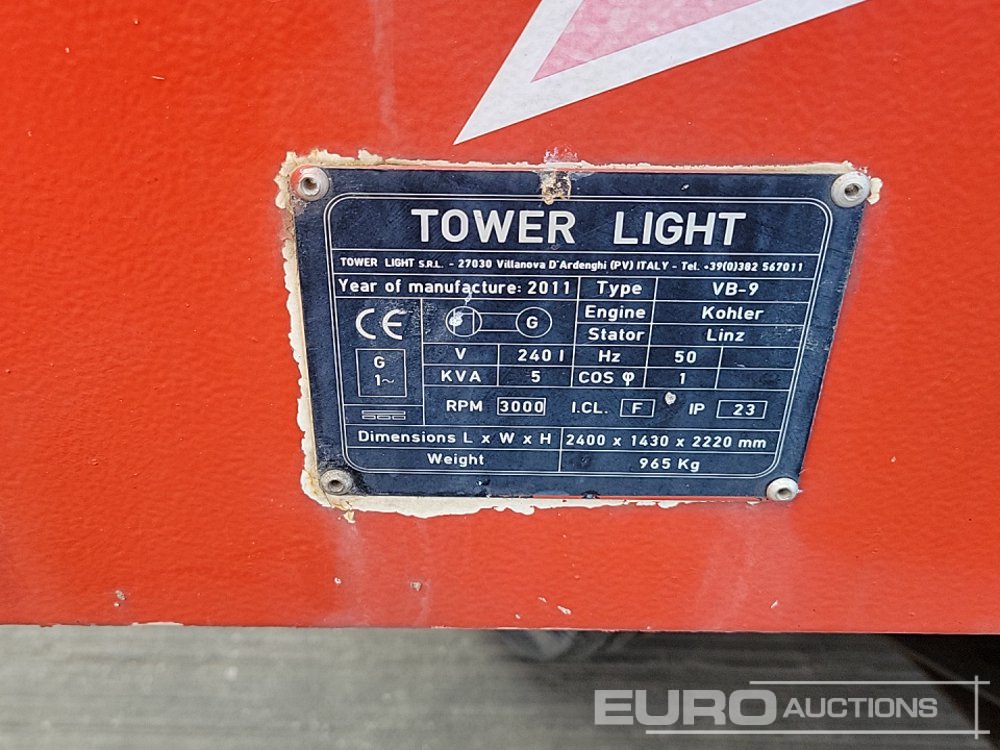 TOWER LIGHT
TOWER LIGHT S.R.L. - 27030 Villanova D'Ardenghi (PV) ITALY - Tel. +39(0)382 567011
Year of manufacture: 2011 Type VB-9
Engine Kohler
CE G
Stator Linz
V 240 I Hz 50
G
KVA 5 COS φ 1
1~
RPM 3000 I.CL. F IP 23
Dimensions L x W x H 2400 x 1430 x 2220 mm
Weight 965 Kg
EURO AUCTIONS